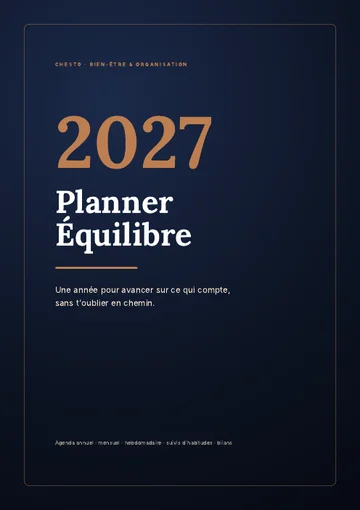 CHESTO · BIEN-ÊTRE & ORGANISATION
2027
Planner
Équilibre
Une année pour avancer sur ce qui compte,
sans t'oublier en chemin.
Agenda annuel · mensuel · hebdomadaire · suivis d'habitudes · bilans